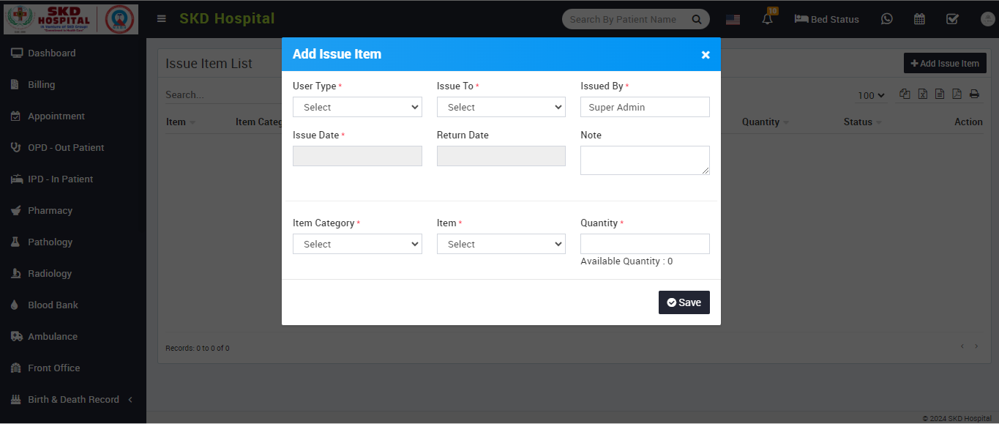 SKD
HOSPITAL
SKD Hospital
Search By Patient Name
10
Bed Status
Dashboard
Billing
Appointment
OPD - Out Patient
IPD - In Patient
Pharmacy
Pathology
Radiology
Blood Bank
Ambulance
Front Office
Birth & Death Record
Issue Item List
Add Issue Item
Search...
100
Item
Item Categ
Quantity
Status
Action
Add Issue Item
User Type *
Issue To *
Issued By *
Select
Select
Super Admin
Issue Date *
Return Date
Note
Item Category *
Item *
Quantity *
Select
Select
Available Quantity : 0
Save
Records: 0 to 0 of 0
© 2024 SKD Hospital